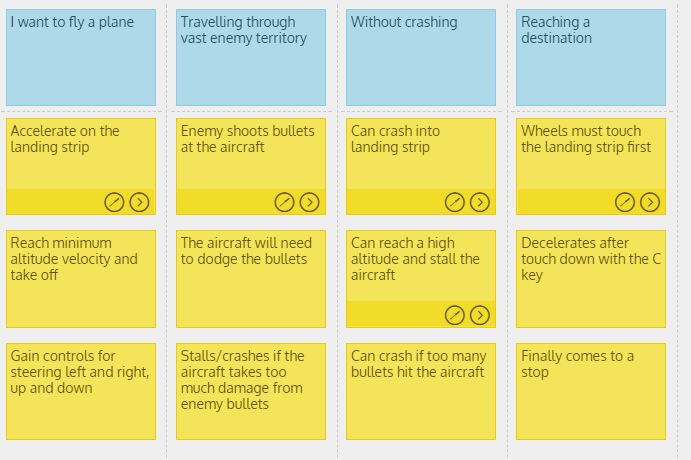 I want to fly a plane
Travelling through
vast enemy territory
Without crashing
Reaching a
destination
Accelerate on the
landing strip
Enemy shoots bullets
at the aircraft
Can crash into
landing strip
Wheels must touch
the landing strip first
Reach minimum
altitude velocity and
take off
The aircraft will need
to dodge the bullets
Can reach a high
altitude and stall the
aircraft
Decelerates after
touch down with the C
key
Gain controls for
steering left and right,
up and down
Stalls/crashes if the
aircraft takes too
much damage from
enemy bullets
Can crash if too many
bullets hit the aircraft
Finally comes to a
stop